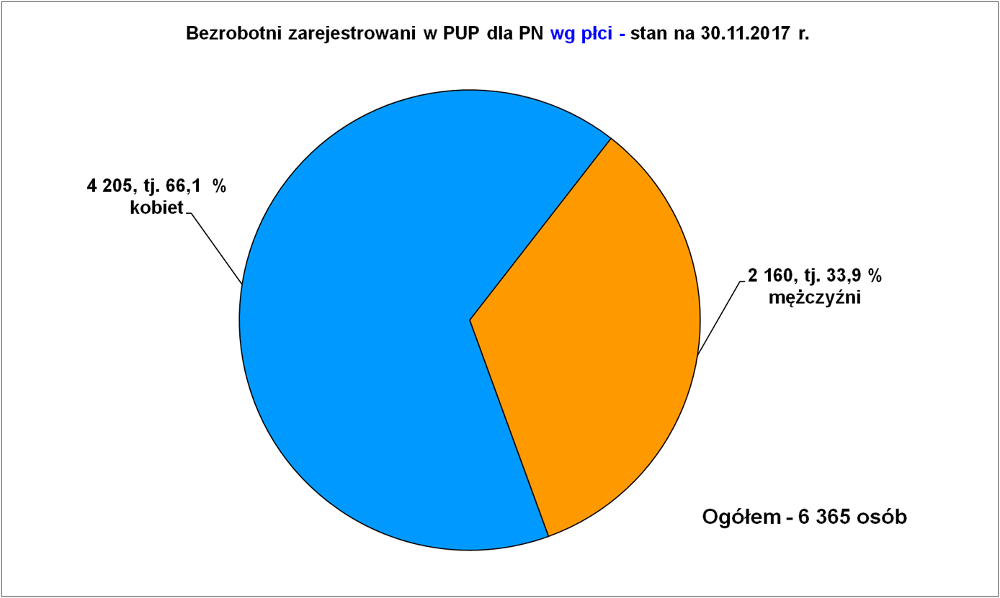 Bezrobotni zarejestrowani w PUP dla PN wg płci - stan na 30.11.2017 r.
4 205, tj. 66,1 %
kobiet
2 160, tj. 33,9 %
mężczyźni
Ogółem - 6 365 osób